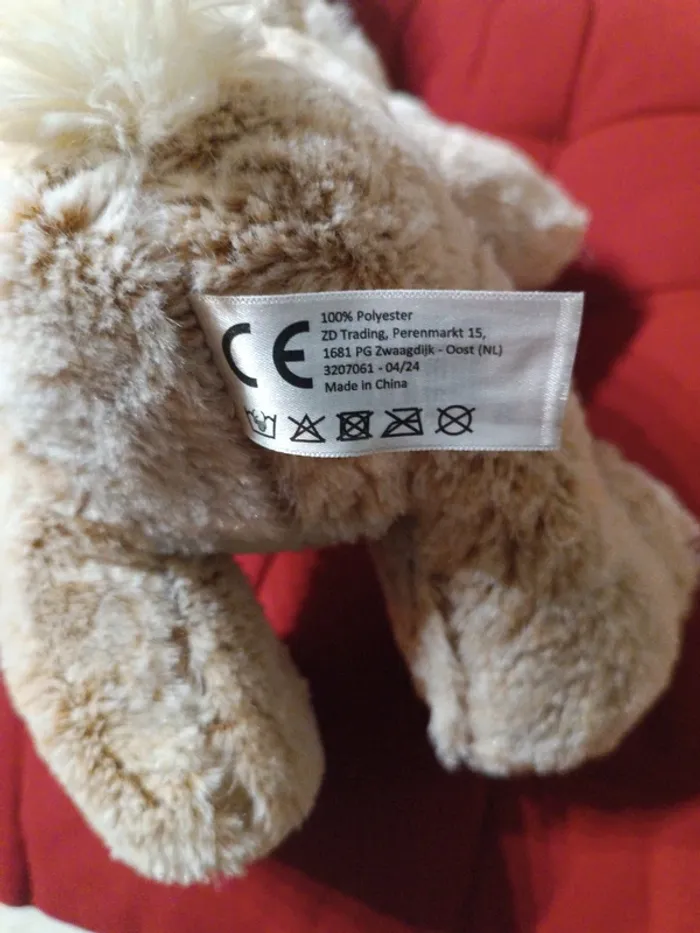 CE
100% Polyester
ZD Trading, Perenmarkt 15,
1681 PG Zwaagdijk - Oost (NL)
3207061 - 04/24
Made in China